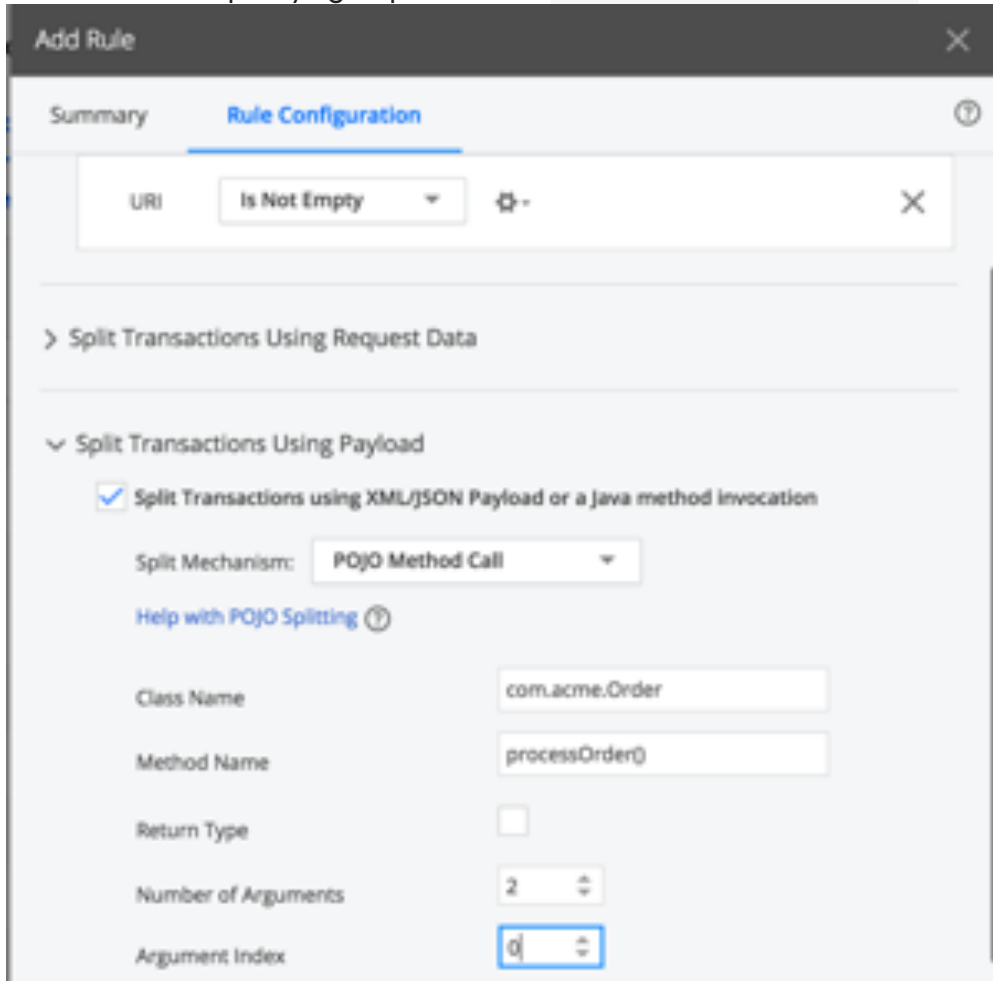 Add Rule
Summary Rule Configuration
URI Is Not Empty
Split Transactions Using Request Data
Split Transactions Using Payload
Split Transactions using XML/JSON Payload or a Java method invocation
Split Mechanism: POJO Method Call
Help with POJO Splitting
Class Name com.acme.Order
Method Name processOrder()
Return Type
Number of Arguments 2
Argument Index 0